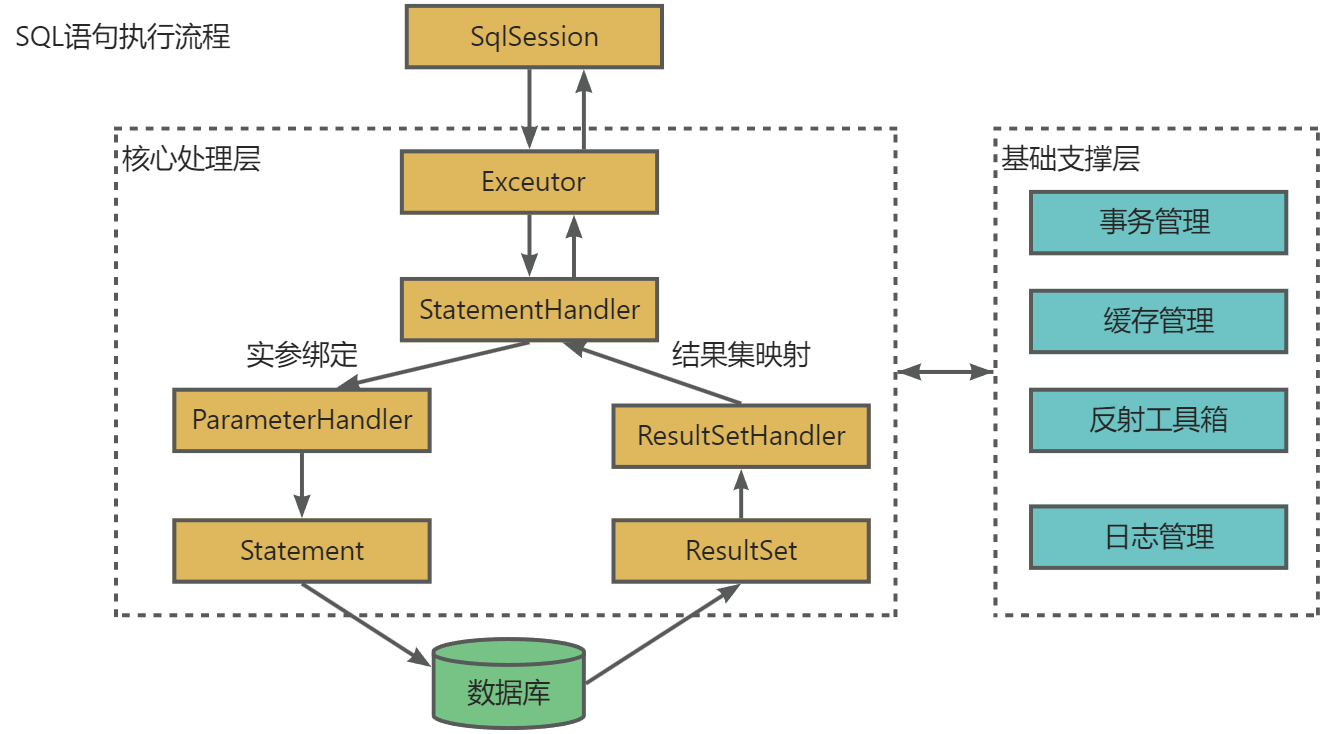 SQL语句执行流程
SqlSession
核心处理层
Exceutor
StatementHandler
实参绑定
结果集映射
ParameterHandler
ResultSetHandler
Statement
ResultSet
数据库
基础支撑层
事务管理
缓存管理
反射工具箱
日志管理